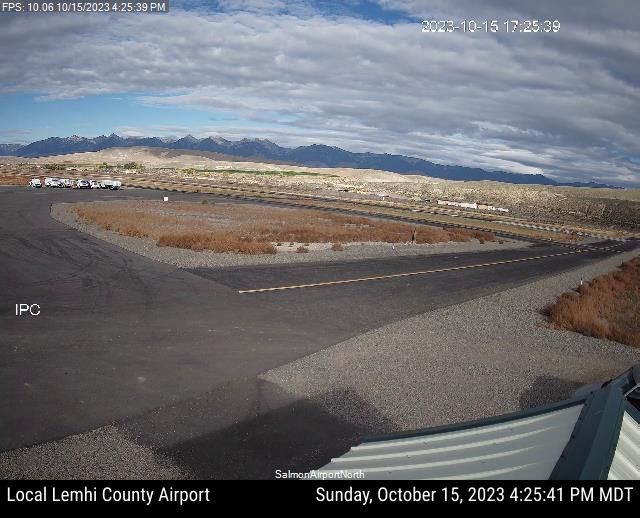 FPS: 10.06 10/15/2023 4:25:39 PM
2023-10-15 17:25:39
IPC
SalmonAirportNorth
Local Lemhi County Airport
Sunday, October 15, 2023 4:25:41 PM MDT